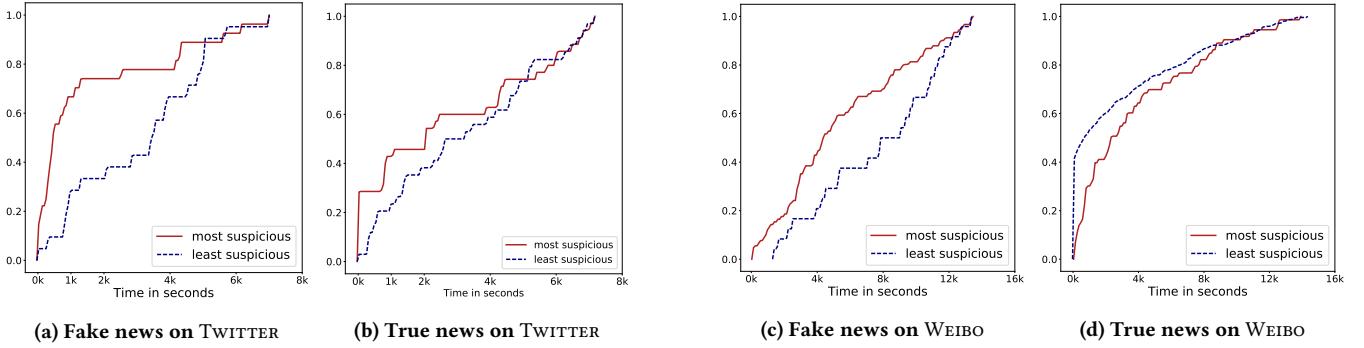 1.0
0.8
0.6
0.4
0.2
0.0
most suspicious
least suspicious
0k 1k 2k 4k 6k 8k
Time in seconds
(a) Fake news on TWITTER
1.0
0.8
0.6
0.4
0.2
0.0
most suspicious
least suspicious
0k 1k 2k 4k 6k 8k
Time in seconds
(b) True news on TWITTER
1.0
0.8
0.6
0.4
0.2
0.0
most suspicious
least suspicious
0k 4k 8k 12k 16k
Time in seconds
(c) Fake news on WEIBO
1.0
0.8
0.6
0.4
0.2
0.0
most suspicious
least suspicious
0k 4k 8k 12k 16k
Time in seconds
(d) True news on WEIBO